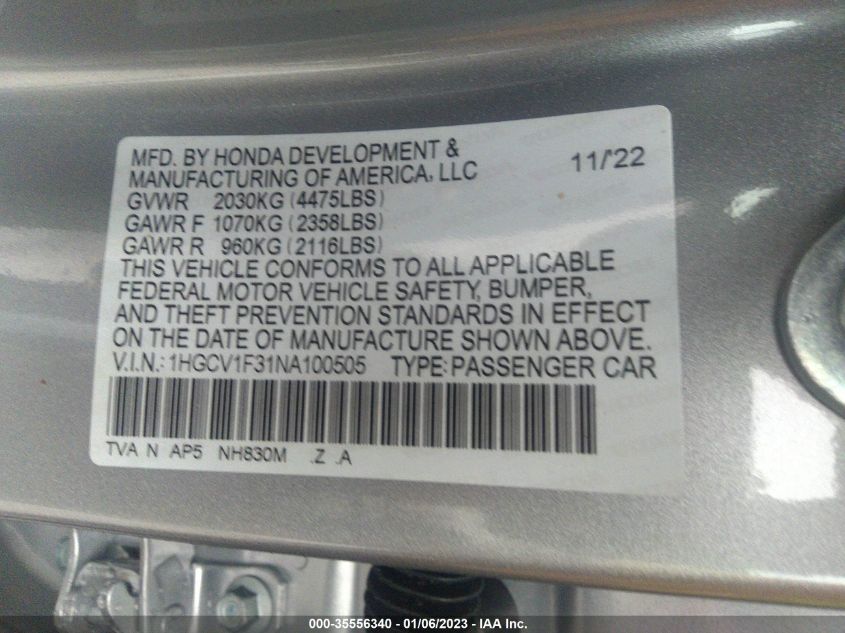 MFD. BY HONDA DEVELOPMENT & 11/'22
MANUFACTURING OF AMERICA, LLC
GVWR 2030KG (4475LBS)
GAWR F 1070KG (2358LBS)
GAWR R 960KG (2116LBS)
THIS VEHICLE CONFORMS TO ALL APPLICABLE
FEDERAL MOTOR VEHICLE SAFETY, BUMPER,
AND THEFT PREVENTION STANDARDS IN EFFECT
ON THE DATE OF MANUFACTURE SHOWN ABOVE.
V.I.N.: 1HGCV1F31NA100505 TYPE: PASSENGER CAR
TVA N AP5 NH830M .Z .A
000-35556340 - 01/06/2023 - IAA Inc.